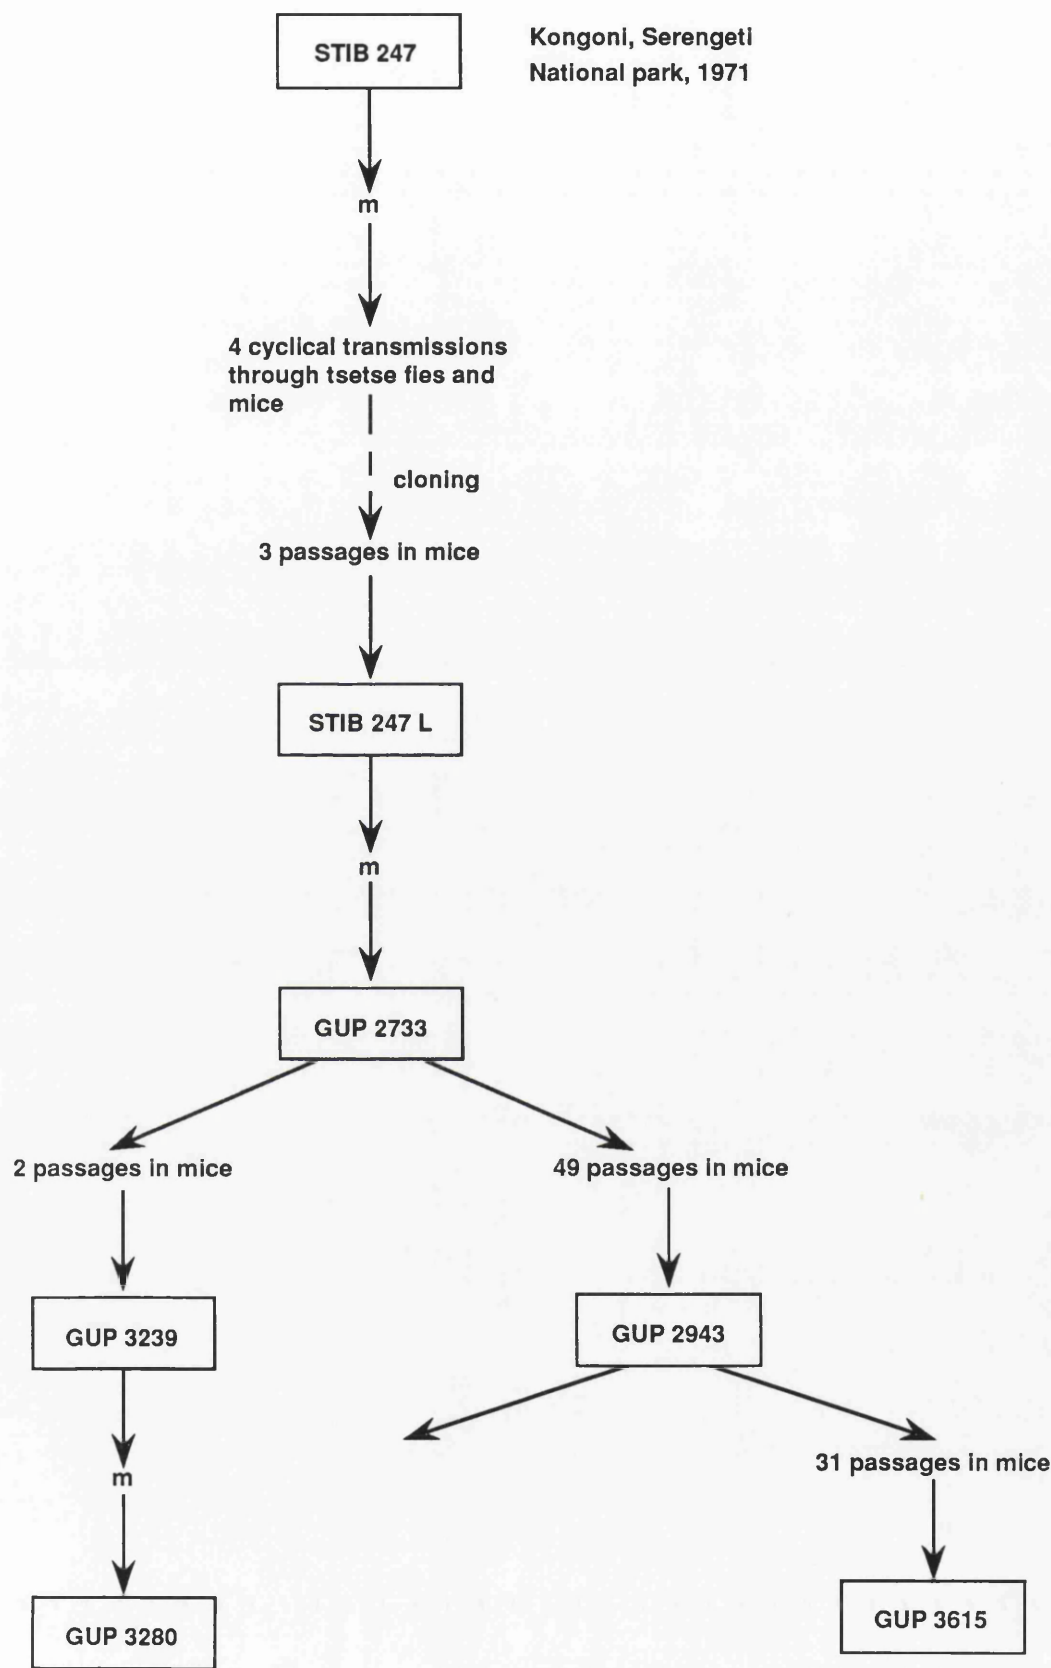 STIB 247
Kongoni, Serengeti
National park, 1971
m
4 cyclical transmissions
through tsetse fies and
mice
cloning
3 passages in mice
STIB 247 L
m
GUP 2733
2 passages in mice
49 passages in mice
GUP 3239
GUP 2943
m
31 passages in mice
GUP 3280
GUP 3615